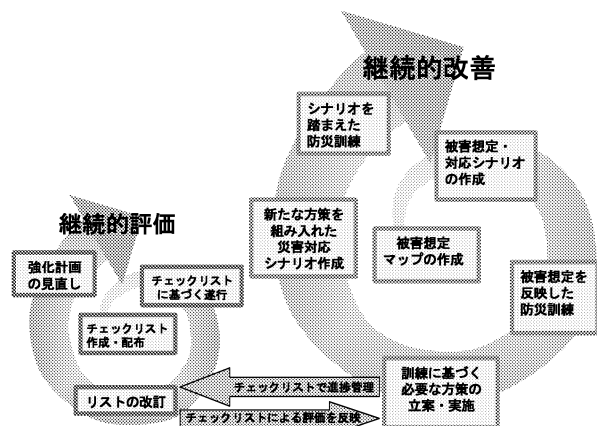 継続的改善
シナリオを
踏まえた
防災訓練
被害想定・
対応シナリオ
の作成
新たな方策を
組み入れた
災害対応
シナリオ作成
被害想定
マップの作成
被害想定を
反映した
防災訓練
訓練に基づく
必要な方策の
立案・実施
継続的評価
強化計画
の見直し
チェックリスト
に基づく遂行
チェックリスト
作成・配布
リストの改訂
チェックリストで進捗管理
チェックリストによる評価を反映